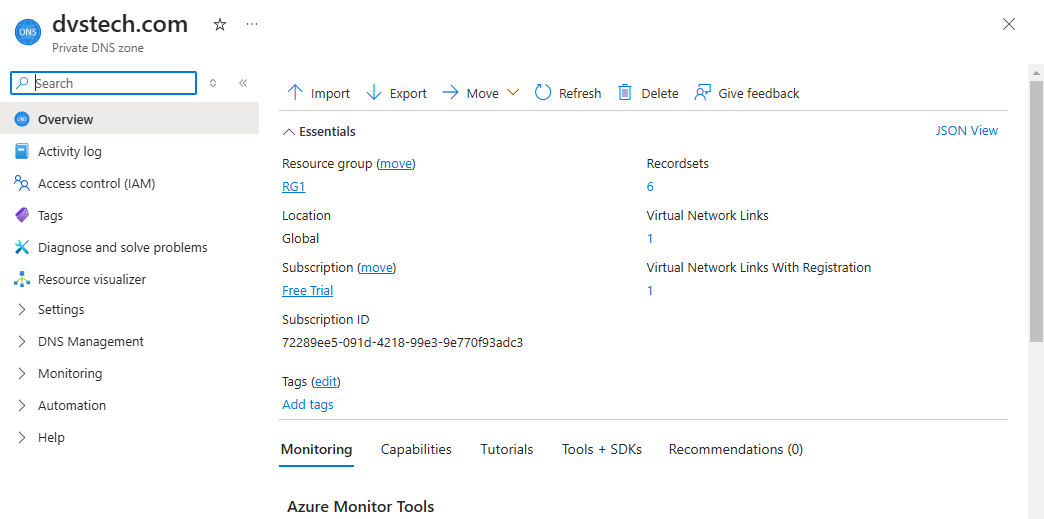 DNS
dvstech.com
Private DNS zone
Search
DNS Overview
Activity log
Access control (IAM)
Tags
Diagnose and solve problems
Resource visualizer
Settings
DNS Management
Monitoring
Automation
Help
Import Export Move Refresh Delete Give feedback
Essentials
JSON View
Resource group (move)
RG1
Location
Global
Subscription (move)
Free Trial
Subscription ID
72289ee5-091d-4218-99e3-9e770f93adc3
Recordsets
6
Virtual Network Links
1
Virtual Network Links With Registration
1
Tags (edit)
Add tags
Monitoring Capabilities Tutorials Tools + SDKs Recommendations (0)
Azure Monitor Tools